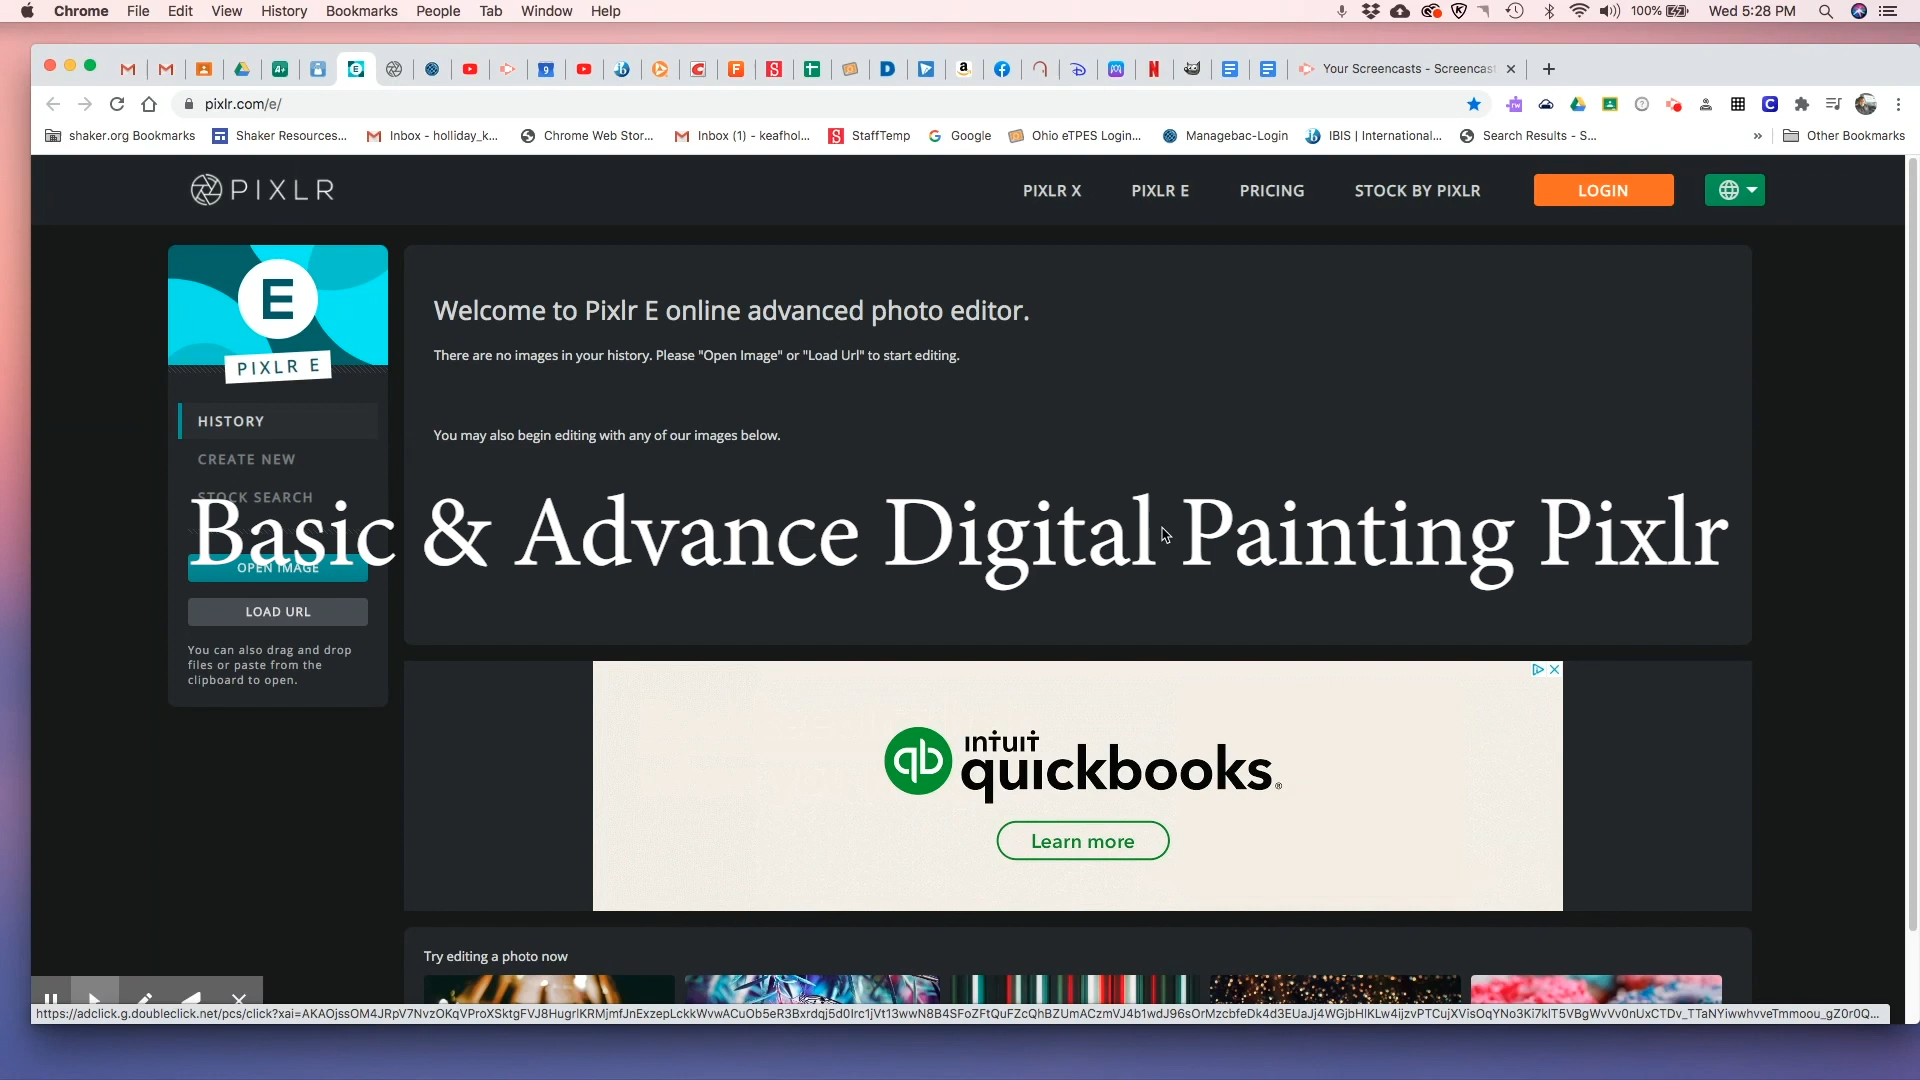 Chrome File Edit View History Bookmarks People Tab Window Help 100% Wed 5:28 PM
Your Screencasts - Screencast
pixlr.com/e/
shaker.org Bookmarks Shaker Resources... Inbox - holliday_k... Chrome Web Stor... Inbox (1) - keafhol... StaffTemp Google Ohio eTPES Login... Managebac-Login IBIS | International... Search Results - S... » Other Bookmarks
PIXLR PIXLR X PIXLR E PRICING STOCK BY PIXLR LOGIN
E
PIXLR E
Welcome to Pixlr E online advanced photo editor.
There are no images in your history. Please "Open Image" or "Load Url" to start editing.
HISTORY
You may also begin editing with any of our images below.
CREATE NEW
STOCK SEARCH
Basic & Advance Digital Painting Pixlr
OPEN IMAGE
LOAD URL
You can also drag and drop
files or paste from the
clipboard to open.
qb ıntuıt
quickbooks.
Learn more
Try editing a photo now